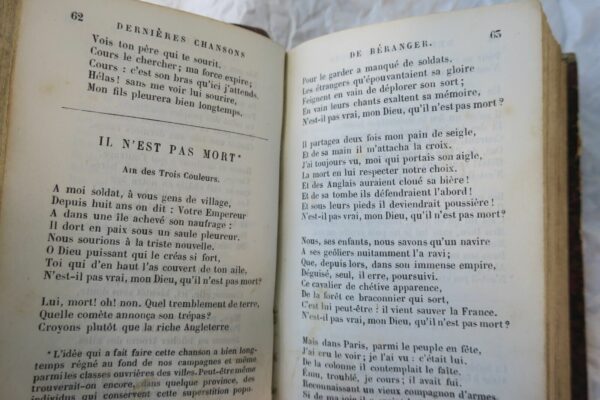 62
DERNIÈRES CHANSONS
Vois ton père qui te sourit.
Cours le chercher; ma force expire;
Cours : c'est son bras qu'ici j'attends.
Hélas! sans me voir lui sourire,
Mon fils pleurera bien longtemps.
IL N'EST PAS MORT*
Air des Trois Couleurs.
A moi soldat, à vous gens de village,
Depuis huit ans on dit : Votre Empereur
A dans une île achevé son naufrage :
Il dort en paix sous un saule pleureur.
Nous sourions à la triste nouvelle.
O Dieu puissant qui le créas si fort,
Toi qui d'en haut l'as couvert de ton aile,
N'est-il pas vrai, mon Dieu, qu'il n'est pas mort?
Lui, mort! oh! non. Quel tremblement de terre,
Quelle comète annonça son trépas?
Croyons plutôt que la riche Angleterre
* L'idée qui a fait faire cette chanson a bien long-
temps régné au fond de nos campagnes et même
parmi les classes ouvrières des villes. Peut-être même
trouverait-on encore, dans quelque province, des
individus qui conservent cette superstition popu-
DE BÉRANGER.
63
Pour le garder a manqué de soldats.
Les étrangers qu'épouvantaient sa gloire
Feignent en vain de déplorer son sort;
En vain leurs chants exaltent sa mémoire,
N'est-il pas vrai, mon Dieu, qu'il n'est pas mort?
Il partagea deux fois mon pain de seigle,
Et de sa main il m'attacha la croix.
J'ai toujours vu, moi qui portais son aigle,
La mort en lui respecter notre choix.
Et des Anglais auraient cloué sa bière!
Et de sa tombe ils défendraient l'abord!
Et sous leurs pieds il deviendrait poussière!
N'est-il pas vrai, mon Dieu, qu'il n'est pas mort?
Nous, ses enfants, nous savons qu'un navire
A ses geôliers nuitamment l'a ravi;
Que, depuis lors, dans son immense empire,
Déguisé, seul, il erre, poursuivi.
Ce cavalier de chétive apparence,
De la forêt ce braconnier qui sort,
C'est lui peut-être : il vient sauver la France.
N'est-il pas vrai, mon Dieu, qu'il n'est pas mort?
Mais dans Paris, parmi le peuple en fête,
J'ai cru le voir; je l'ai vu : c'était lui.
De la colonne il contemplait le faîte.
Ému, troublé, je cours; il avait fui.
Reconnaissant un vieux compagnon d'armes